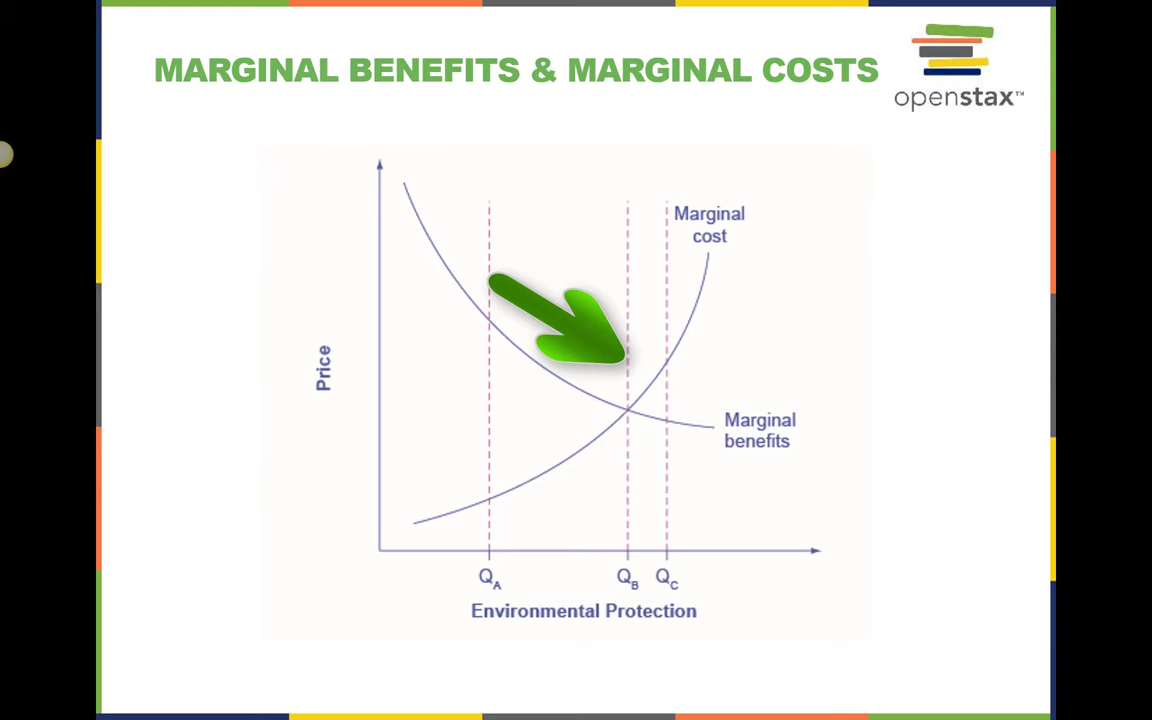 MARGINAL BENEFITS & MARGINAL COSTS
openstax™
Marginal
cost
Price
Marginal
benefits
QA QB QC
Environmental Protection